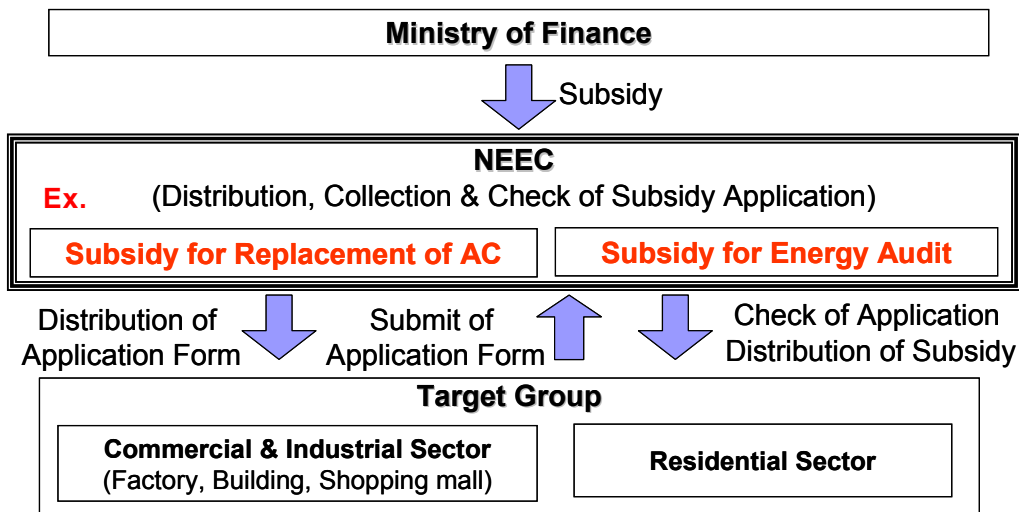 Ministry of Finance
Subsidy
NEEC
Ex. (Distribution, Collection & Check of Subsidy Application)
Subsidy for Replacement of AC
Subsidy for Energy Audit
Distribution of
Application Form
Submit of
Application Form
Check of Application
Distribution of Subsidy
Target Group
Commercial & Industrial Sector
(Factory, Building, Shopping mall)
Residential Sector